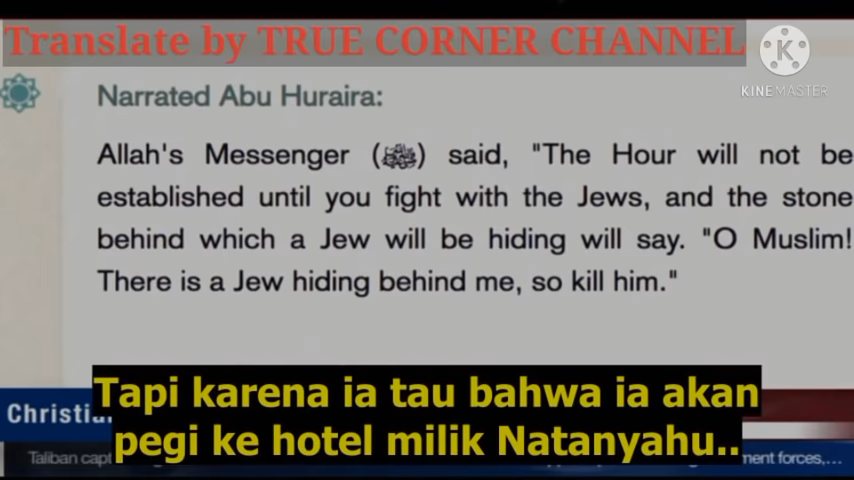 Translate by TRUE CORNER CHANNEL
KINEMASTER
Narrated Abu Huraira:
Allah's Messenger (ﷺ) said, "The Hour will not be
established until you fight with the Jews, and the stone
behind which a Jew will be hiding will say. "O Muslim!
There is a Jew hiding behind me, so kill him."
Tapi karena ia tau bahwa ia akan
pegi ke hotel milik Natanyahu..
Christia
Taliban capt
ment forces,...